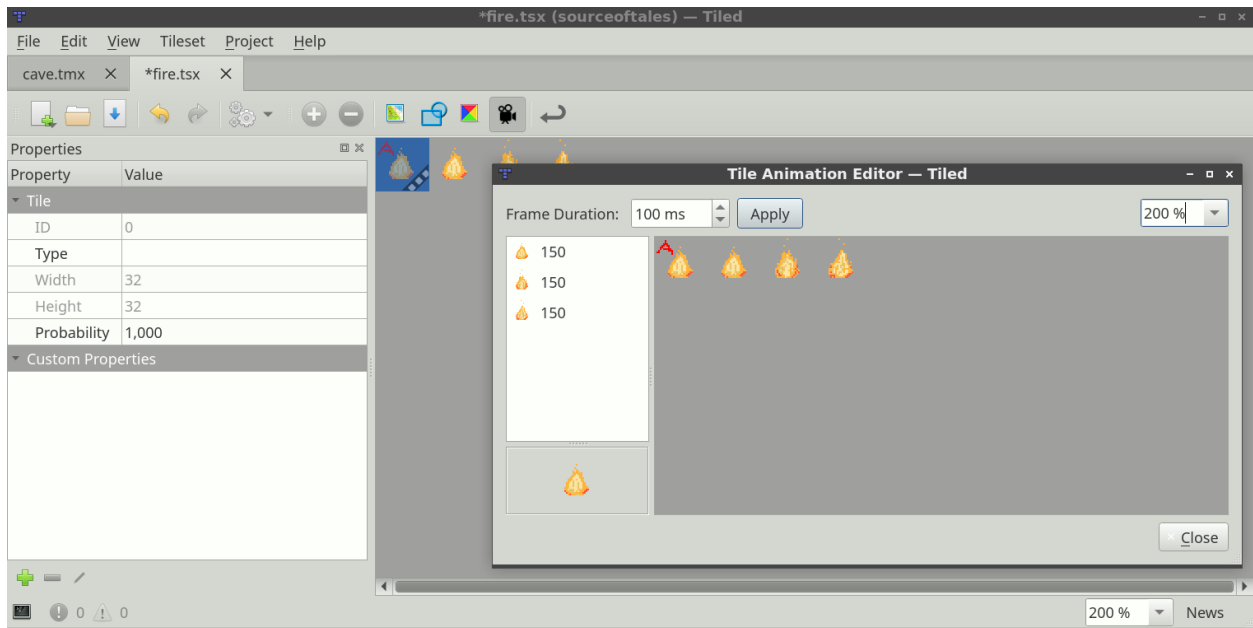 *fire.tsx (sourceoftales) — Tiled
File Edit View Tileset Project Help
cave.tmx *fire.tsx
Properties
Property Value
Tile
ID 0
Type
Width 32
Height 32
Probability 1,000
Custom Properties
Tile Animation Editor — Tiled
Frame Duration: 100 ms Apply 200 %
150
150
150
Close
0 0 200 % News